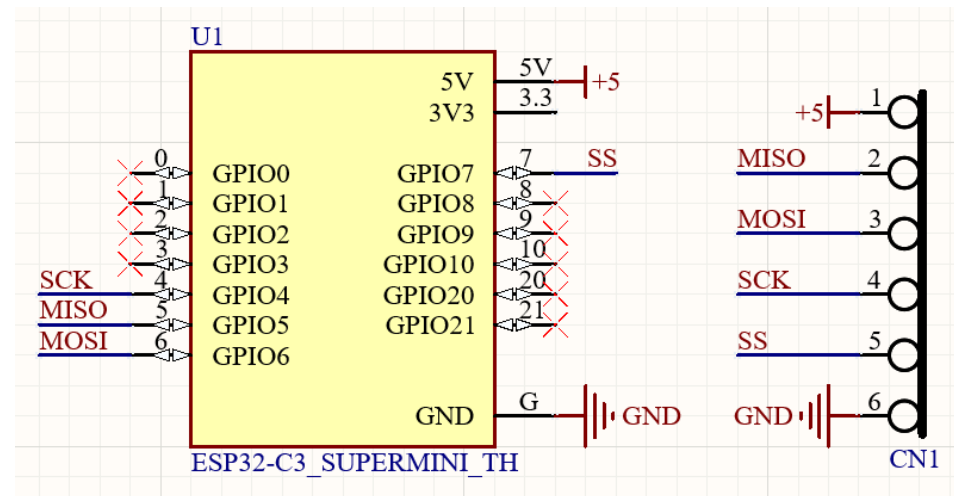 U1
5V 5V +5
3V3 3.3
0 GPIO0 GPIO7 7 SS
1 GPIO1 GPIO8 8
2 GPIO2 GPIO9 9
3 GPIO3 GPIO10 10
SCK 4 GPIO4 GPIO20 20
MISO 5 GPIO5 GPIO21 21
MOSI 6 GPIO6
GND G GND
ESP32-C3_SUPERMINI_TH
+5 1
MISO 2
MOSI 3
SCK 4
SS 5
GND 6
CN1